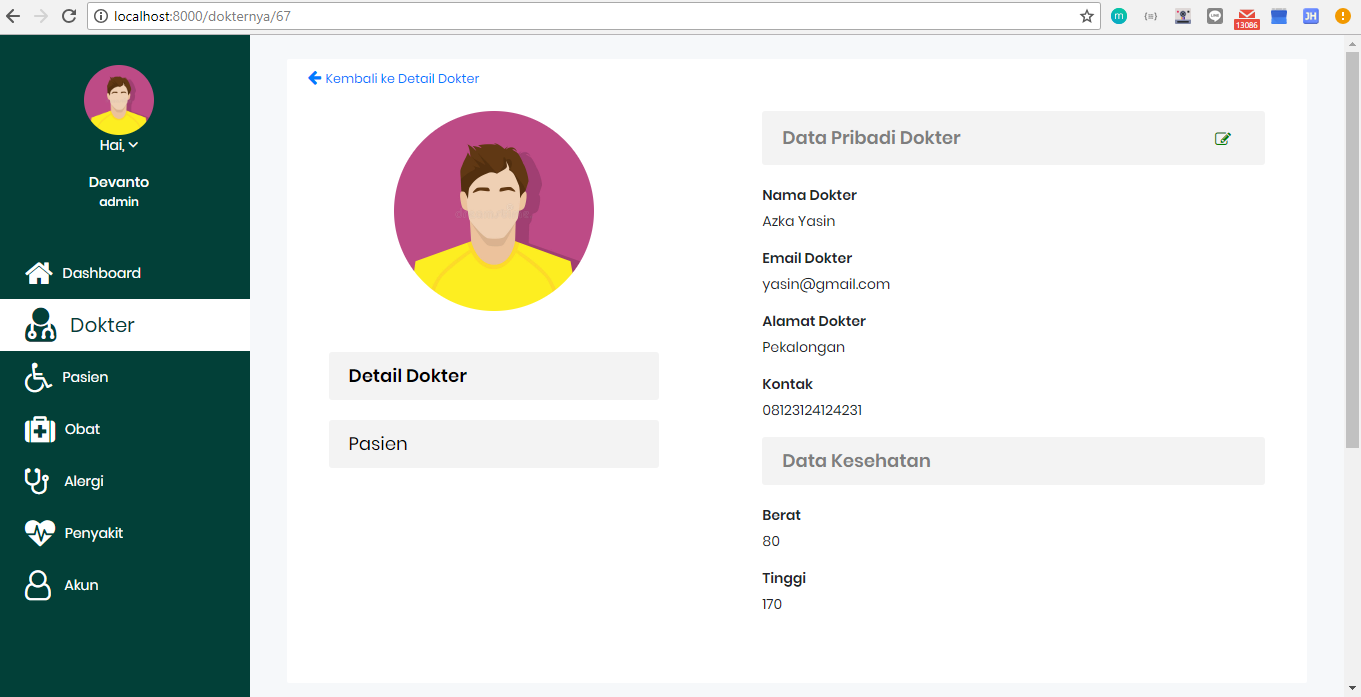 localhost:8000/dokternya/67
13086
JH
Hai,
Devanto
admin
Dashboard
Dokter
Pasien
Obat
Alergi
Penyakit
Akun
Kembali ke Detail Dokter
Detail Dokter
Pasien
Data Pribadi Dokter
Nama Dokter
Azka Yasin
Email Dokter
yasin@gmail.com
Alamat Dokter
Pekalongan
Kontak
08123124124231
Data Kesehatan
Berat
80
Tinggi
170